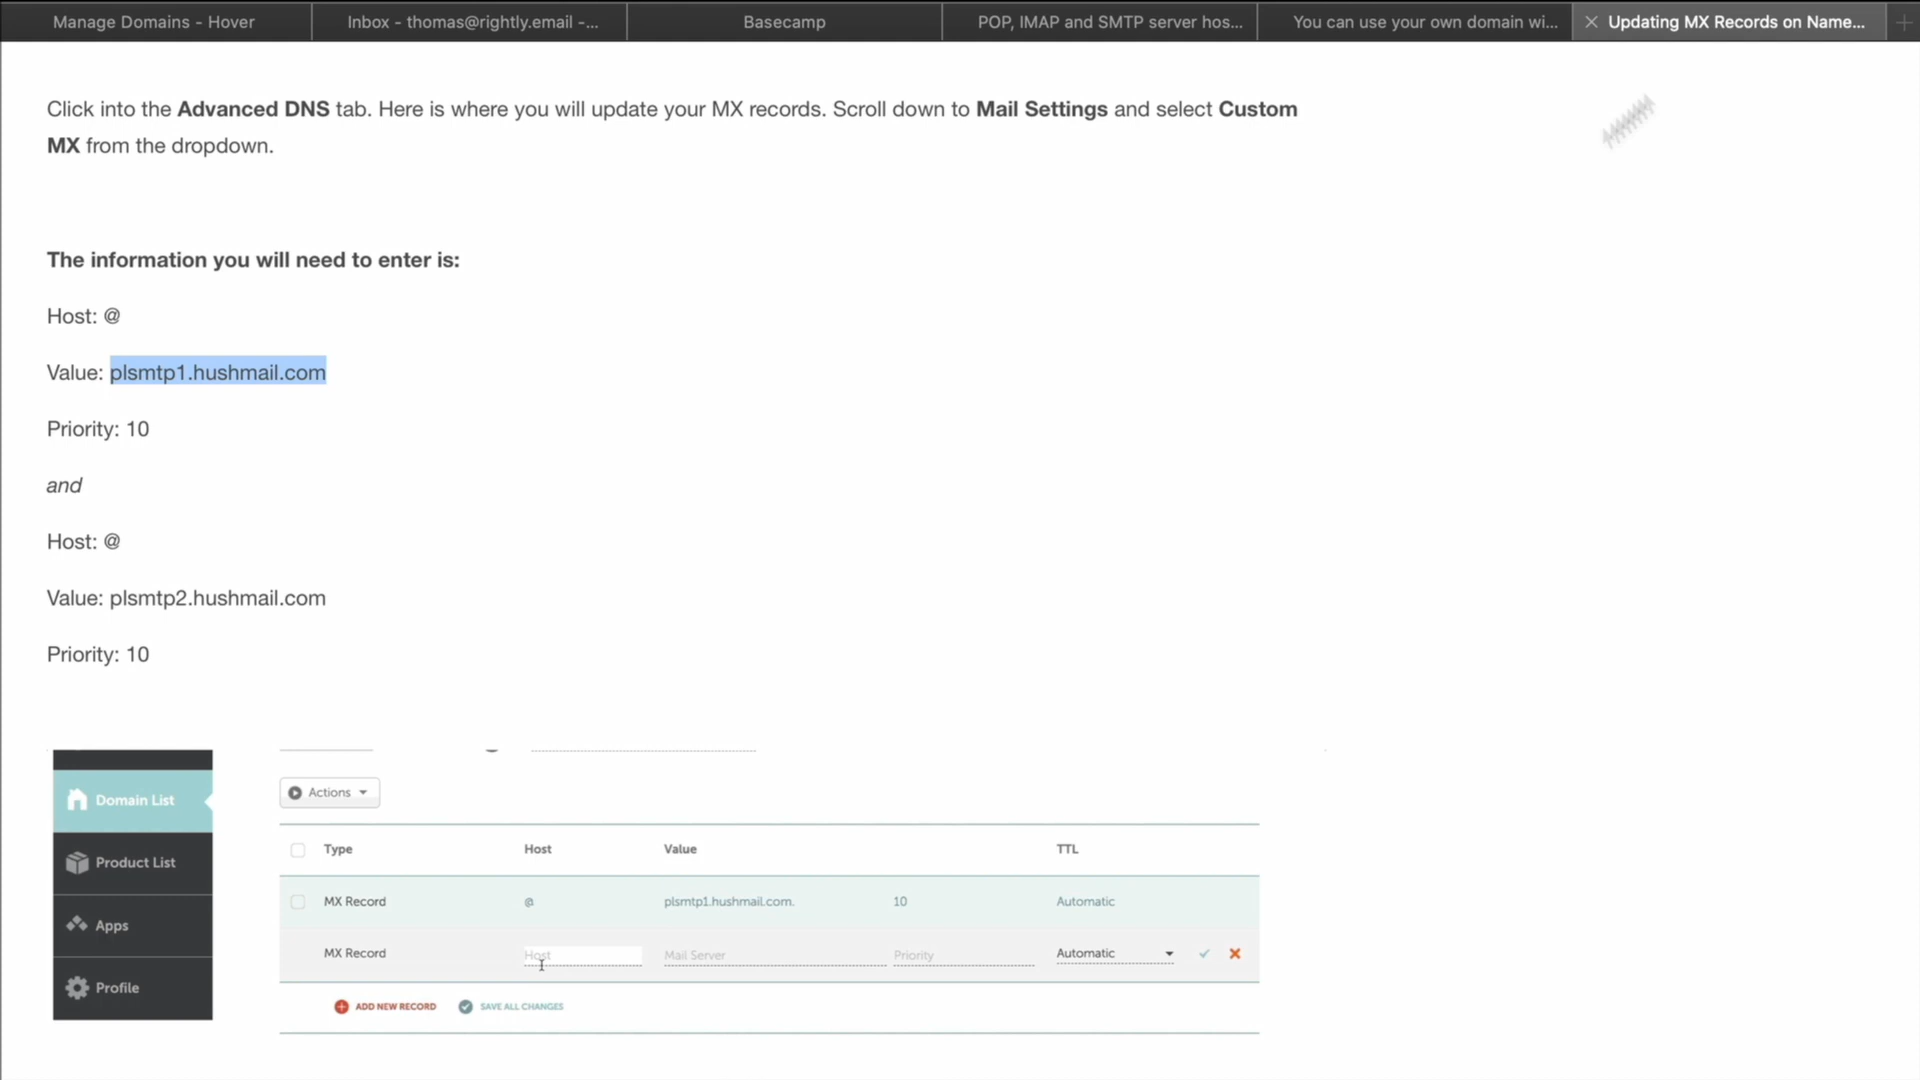 Manage Domains - Hover
Inbox - thomas@rightly.email -...
Basecamp
POP, IMAP and SMTP server hos...
You can use your own domain wi...
Updating MX Records on Name...
Click into the Advanced DNS tab. Here is where you will update your MX records. Scroll down to Mail Settings and select Custom
MX from the dropdown.
The information you will need to enter is:
Host: @
Value: plsmtp1.hushmail.com
Priority: 10
and
Host: @
Value: plsmtp2.hushmail.com
Priority: 10
Domain List
Product List
Apps
Profile
Actions
Type Host Value TTL
MX Record @ plsmtp1.hushmail.com. 10 Automatic
MX Record Host Mail Server Priority Automatic
ADD NEW RECORD SAVE ALL CHANGES